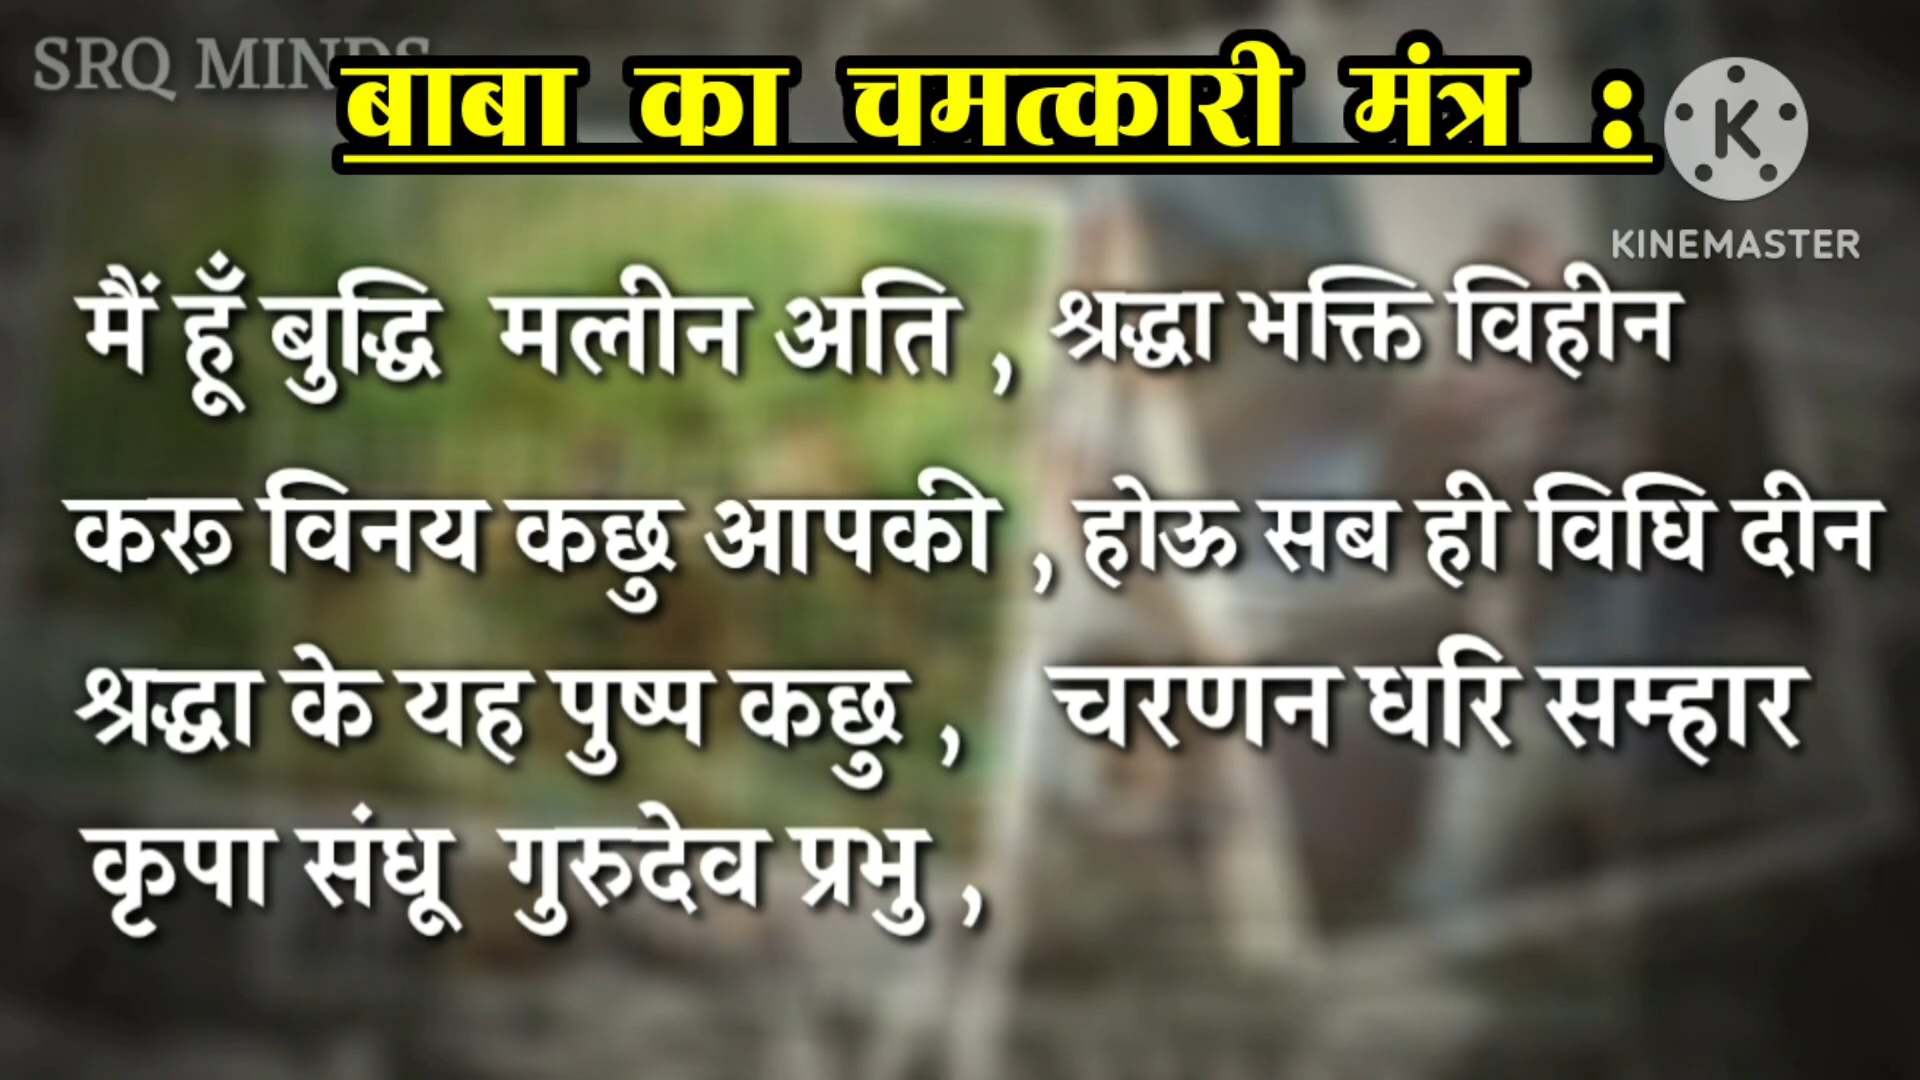 SRQ MINDS
बाबा का चमत्कारी मंत्र :
KINEMASTER
मैं हूँ बुद्धि मलीन अति , श्रद्धा भक्ति विहीन
करू विनय कछु आपकी , होऊ सब ही विधि दीन
श्रद्धा के यह पुष्प कछु , चरणन धरि सम्हार
कृपा संधू गुरुदेव प्रभु ,